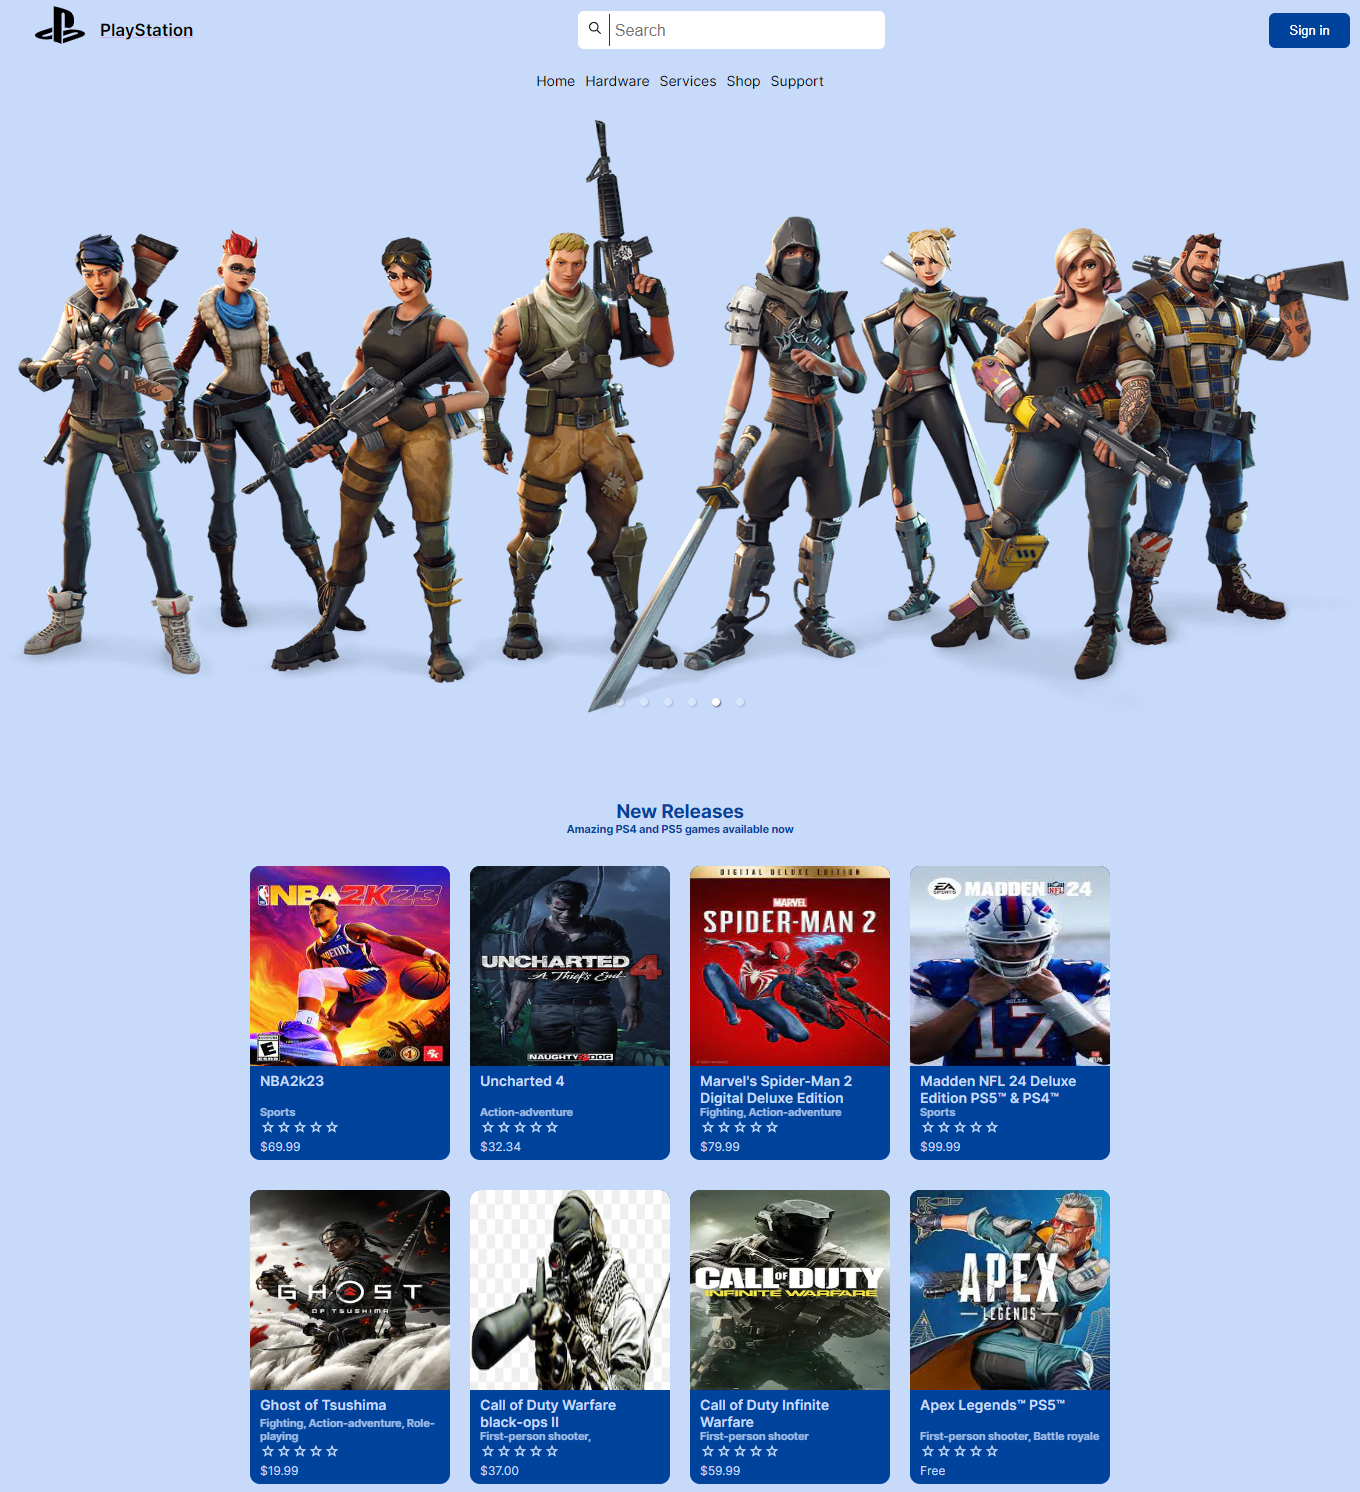 PlayStation
Search
Sign in
Home Hardware Services Shop Support
New Releases
Amazing PS4 and PS5 games available now
NBA2K23
PHOENIX
E
NBA2k23
Sports
$69.99
UNCHARTED 4
A Thief's End
NAUGHTY DOG
Uncharted 4
Action-adventure
$32.34
DIGITAL DELUXE EDITION
MARVEL
SPIDER-MAN 2
Marvel's Spider-Man 2
Digital Deluxe Edition
Fighting, Action-adventure
$79.99
EA SPORTS MADDEN NFL 24
BILLS
17
Madden NFL 24 Deluxe
Edition PS5™ & PS4™
Sports
$99.99
GHOST
OF TSUSHIMA
Ghost of Tsushima
Fighting, Action-adventure, Role-
playing
$19.99
Call of Duty Warfare
black-ops II
First-person shooter,
$37.00
CALL OF DUTY
INFINITE WARFARE
Call of Duty Infinite
Warfare
First-person shooter
$59.99
APEX
LEGENDS
Apex Legends™ PS5™
First-person shooter, Battle royale
Free